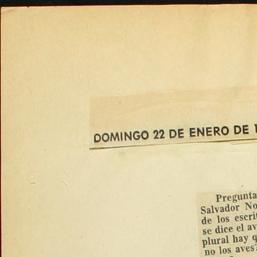 DOMINGO 22 DE ENERO DE 1
Pregunta
Salvador No
de los escrit
se dice el av
plural hay q
no los aves?